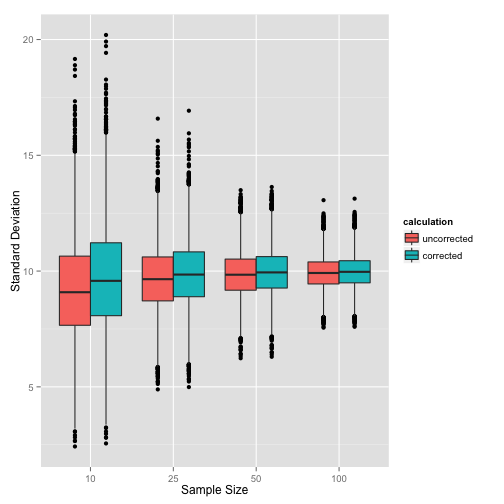 20
15
10
5
Standard Deviation
10 25 50 100
Sample Size
calculation
uncorrected
corrected